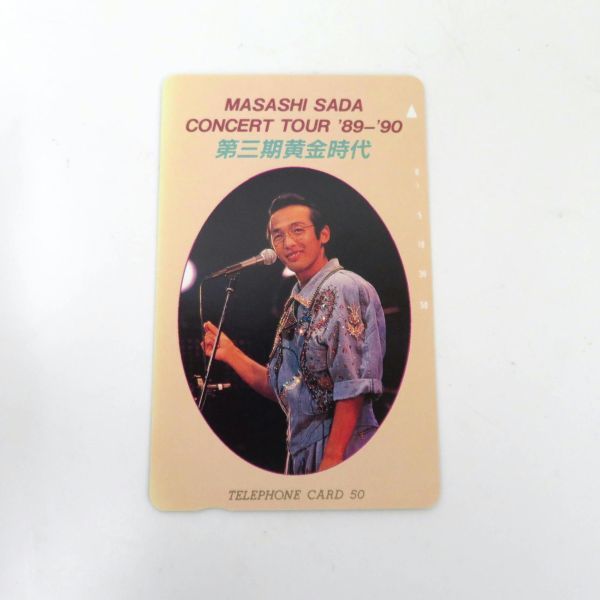 MASASHI SADA
CONCERT TOUR '89–'90
第三期黄金時代
TELEPHONE CARD 50